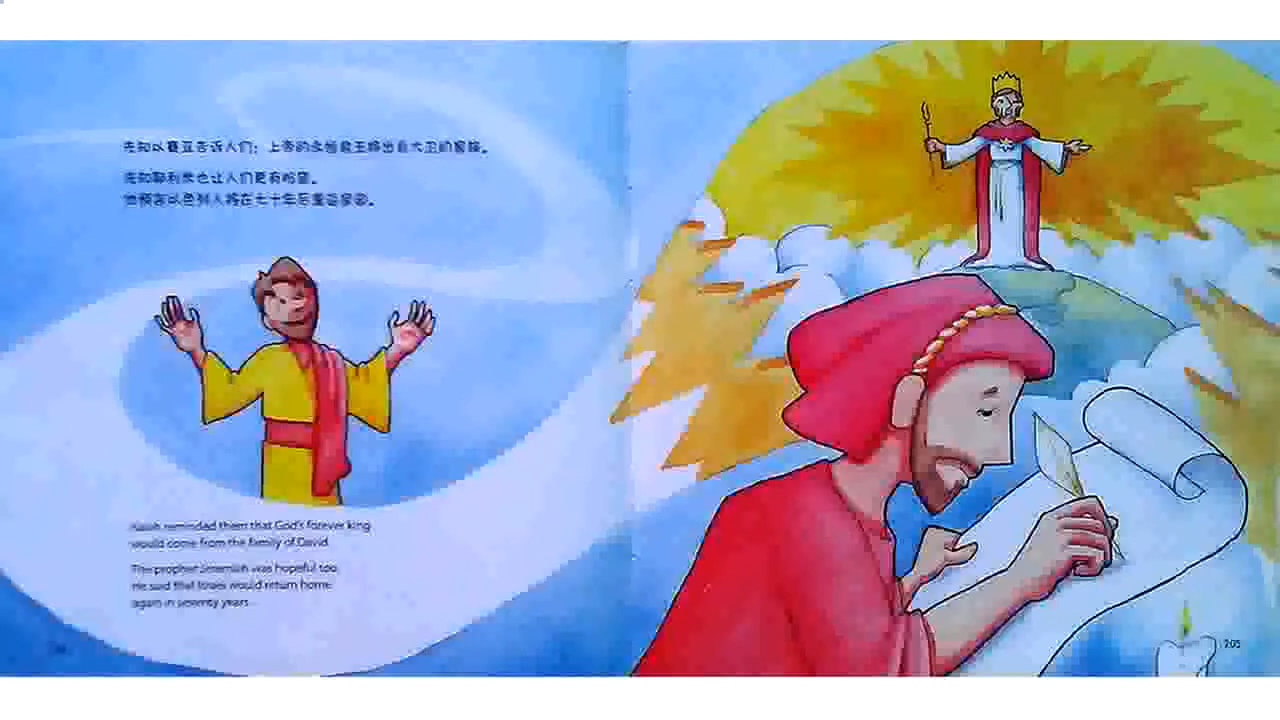 先知以赛亚告诉人们：上帝的永恒君王将出自大卫的家族。
先知耶利米也让人们更有盼望。
他预言以色列人将在七十年后重返家园。
Isaiah reminded them that God's forever king
would come from the family of David.
The prophet Jeremiah was hopeful too.
He said that Israel would return home
again in seventy years.
205